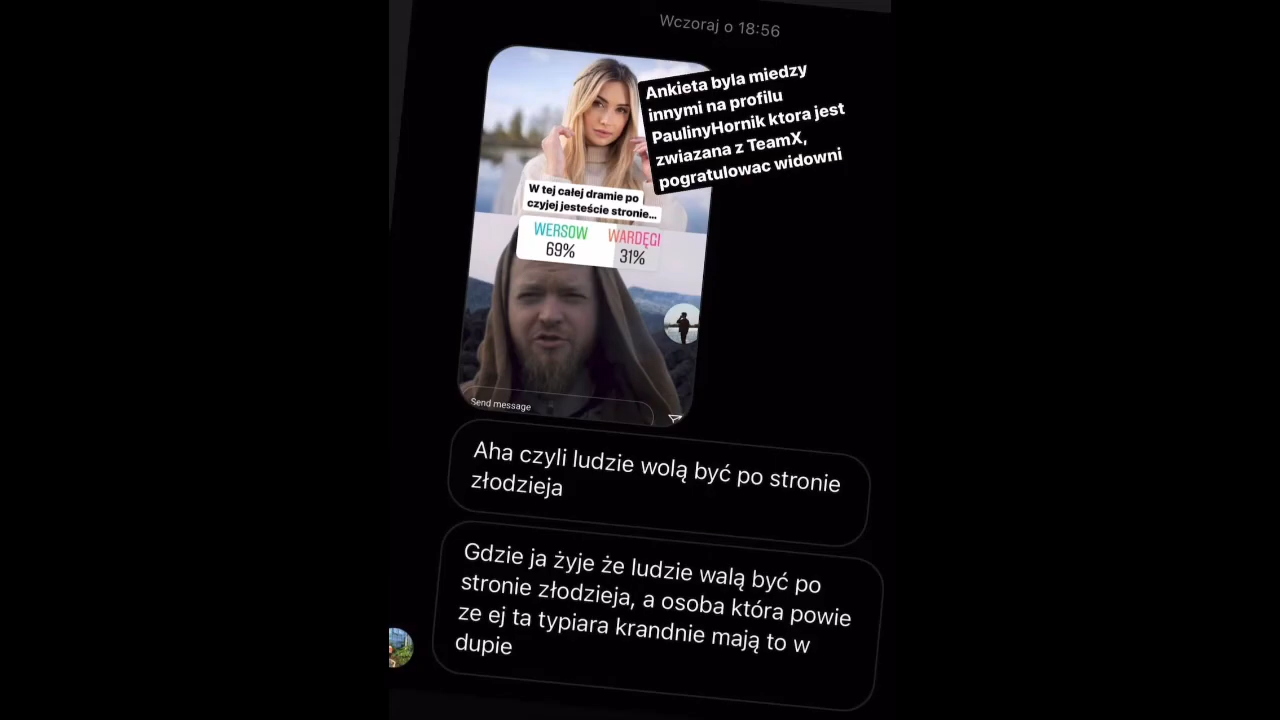 Wczoraj o 18:56
Ankieta byla miedzy
innymi na profilu
PaulinyHornik ktora jest
zwiazana z TeamX,
pogratulowac widowni
W tej całej dramie po
czyjej jesteście stronie...
WERSOW WARDĘGI
69% 31%
Send message
Aha czyli ludzie wolą być po stronie
złodzieja
Gdzie ja żyje że ludzie walą być po
stronie złodzieja, a osoba która powie
ze ej ta typiara krandnie mają to w
dupie